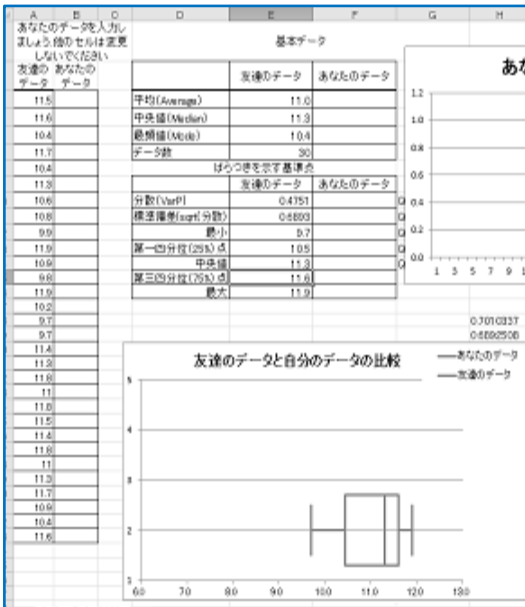 A B C D E F G H
あなたのデータを入力し
ましょう。他のセルは変更
しないでください
友達の あなたの
データ データ
基本データ
友達のデータ あなたのデータ
平均(Average) 11.0
中央値(Median) 11.3
最頻値(Mode) 10.4
データ数 30
ばらつきを示す基準点
友達のデータ あなたのデータ
分散(VarP) 0.4751
標準偏差(sqrt(分散) 0.6893
最小 9.7
第一四分位(25%)点 10.5
中央値 11.3
第三四分位(75%)点 11.6
最大 11.9
11.5
11.6
10.4
11.7
10.4
11.3
10.6
10.8
9.9
11.9
10.9
9.8
11.9
10.2
9.7
9.7
11.4
11.3
11.8
11
11.8
11.5
11.4
11.8
11
11.3
11.7
10.9
10.4
11.6
あな
1.2
1.0
0.8
0.6
0.4
0.2
0.0
1 3 5 7 9 1
友達のデータと自分のデータの比較
あなたのデータ
友達のデータ
5
4
3
2
1
6.0 7.0 8.0 9.0 10.0 11.0 12.0 13.0